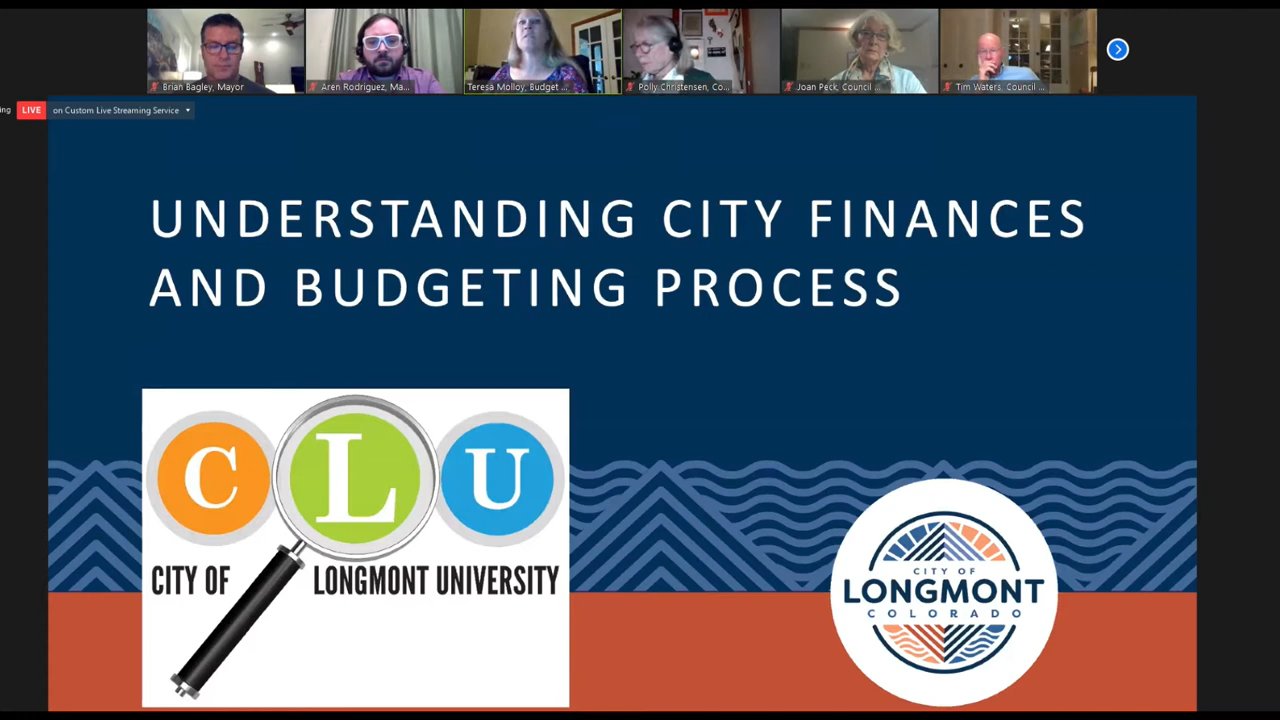 Brian Bagley, Mayor
Aren Rodriguez, Ma...
Teresa Molloy, Budget ...
Polly Christensen, Co...
Joan Peck, Council ...
Tim Waters, Council ...
ing
LIVE
on Custom Live Streaming Service
UNDERSTANDING CITY FINANCES
AND BUDGETING PROCESS
C L U
CITY OF LONGMONT UNIVERSITY
CITY OF
LONGMONT
COLORADO